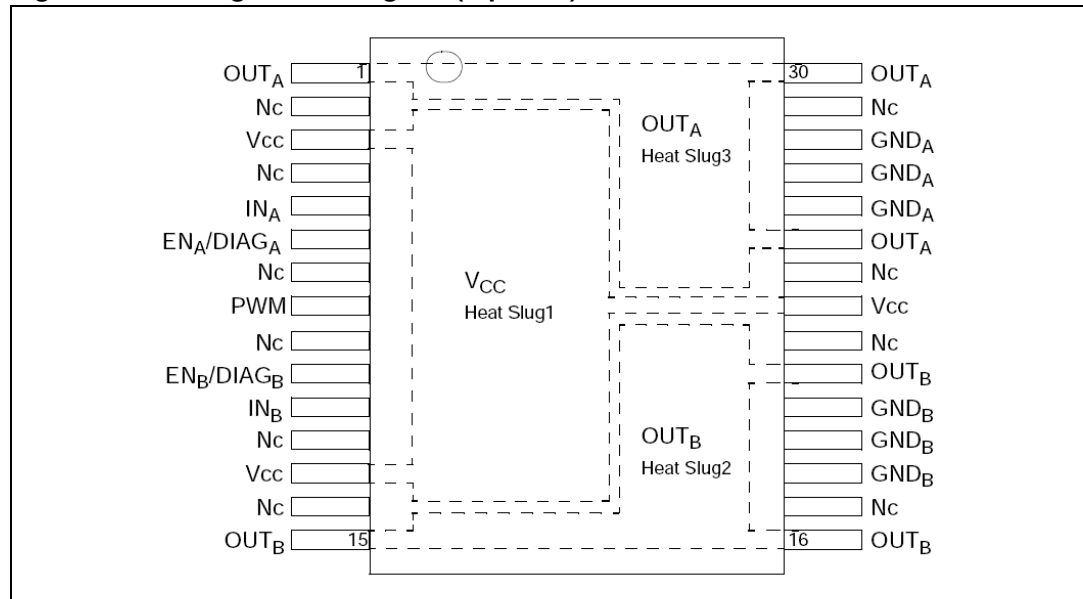 OUTA 1 30 OUTA
Nc Nc
Vcc OUTA GNDA
Heat Slug3
Nc GNDA
INA GNDA
ENA/DIAGA OUTA
Nc VCC Nc
PWM Heat Slug1 Vcc
Nc Nc
ENB/DIAGB OUTB
INB GNDB
Nc OUTB GNDB
Vcc Heat Slug2 GNDB
Nc Nc
OUTB 15 16 OUTB